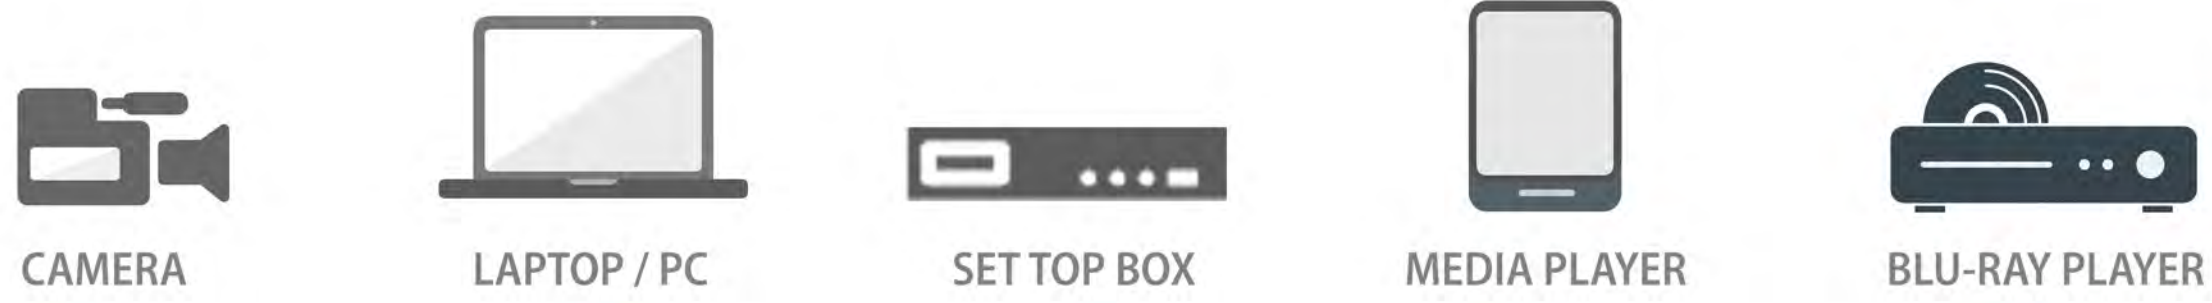 CAMERA
LAPTOP / PC
SET TOP BOX
MEDIA PLAYER
BLU-RAY PLAYER